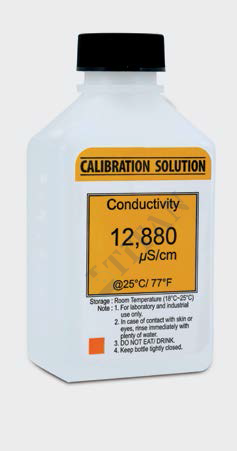 CALIBRATION SOLUTION
Conductivity
12,880
µS/cm
@25°C/ 77°F
Storage : Room Temperature (18°C~25°C)
Note : 1. For laboratory and industrial
use only.
2. In case of contact with skin or
eyes, rinse immediately with
plenty of water.
3. DO NOT EAT/ DRINK.
4. Keep bottle tightly closed.
TITAN